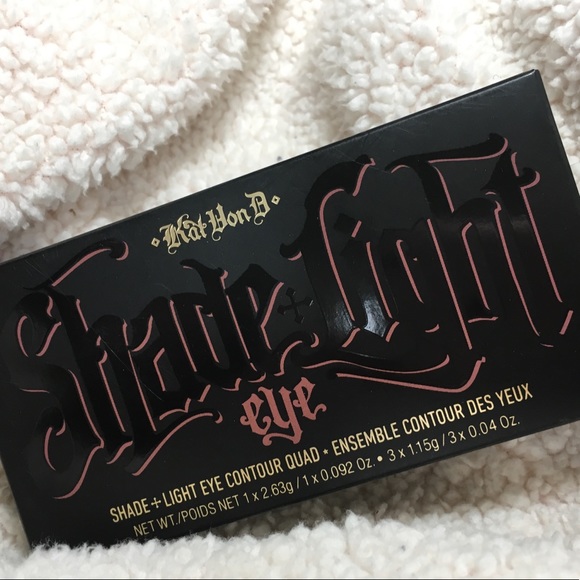 ·Kat Von D·
Shade + Light
eye
SHADE + LIGHT EYE CONTOUR QUAD ★ ENSEMBLE CONTOUR DES YEUX
NET WT./POIDS NET 1 x 2.63g / 1 x 0.092 Oz. • 3 x 1.15g / 3 x 0.04 Oz.